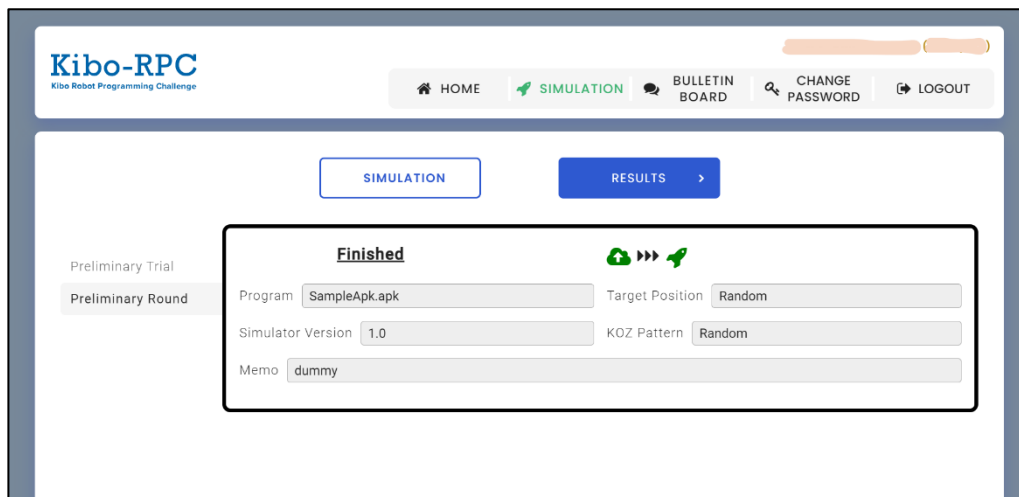 Kibo-RPC
Kibo Robot Programming Challenge
HOME
SIMULATION
BULLETIN
BOARD
CHANGE
PASSWORD
LOGOUT
SIMULATION
RESULTS
Preliminary Trial
Preliminary Round
Finished
Program SampleApk.apk
Target Position Random
Simulator Version 1.0
KOZ Pattern Random
Memo dummy